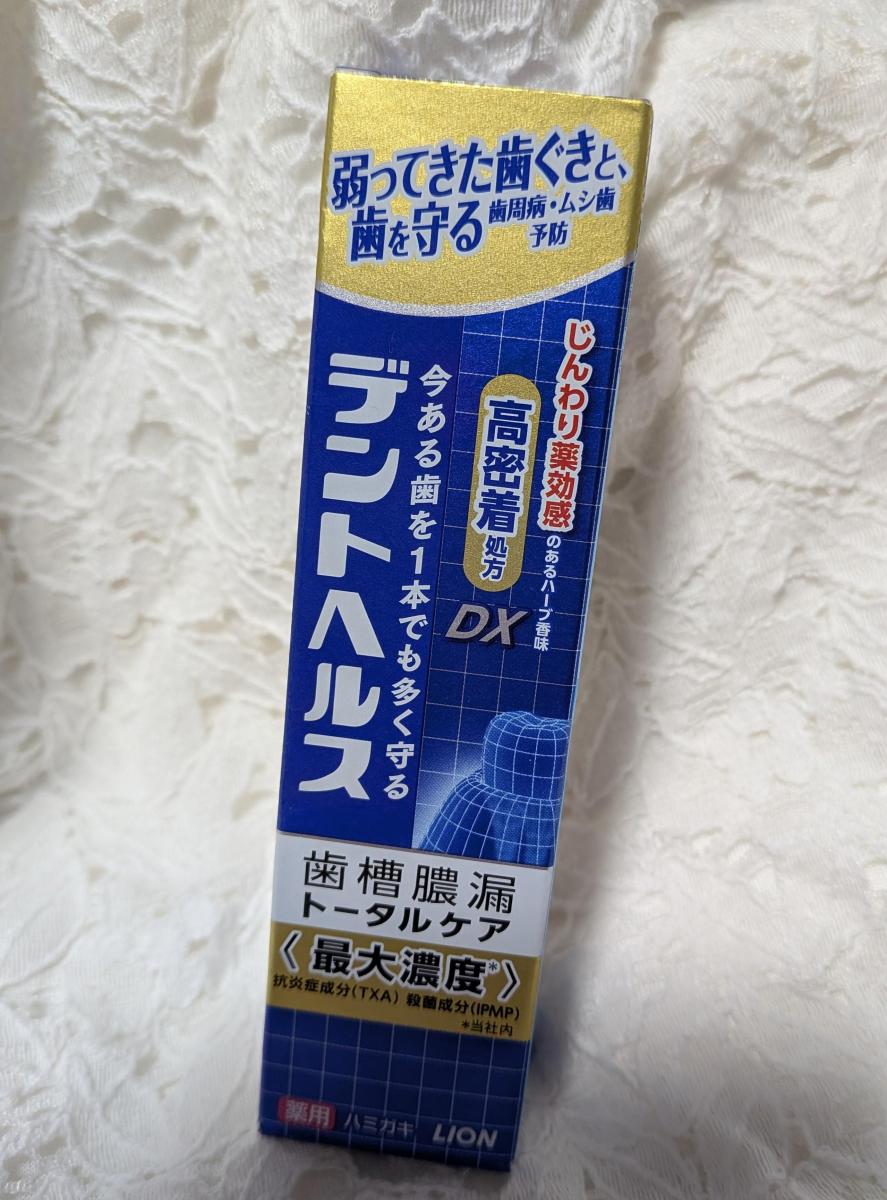 弱ってきた歯ぐきと、
歯を守る 歯周病・ムシ歯
予防
じんわり薬効感のあるハーブ香味
高密着処方
DX
今ある歯を1本でも多く守る
デントヘルス
歯槽膿漏
トータルケア
〈最大濃度*〉
抗炎症成分(TXA) 殺菌成分(IPMP)
*当社内
薬用 ハミガキ LION